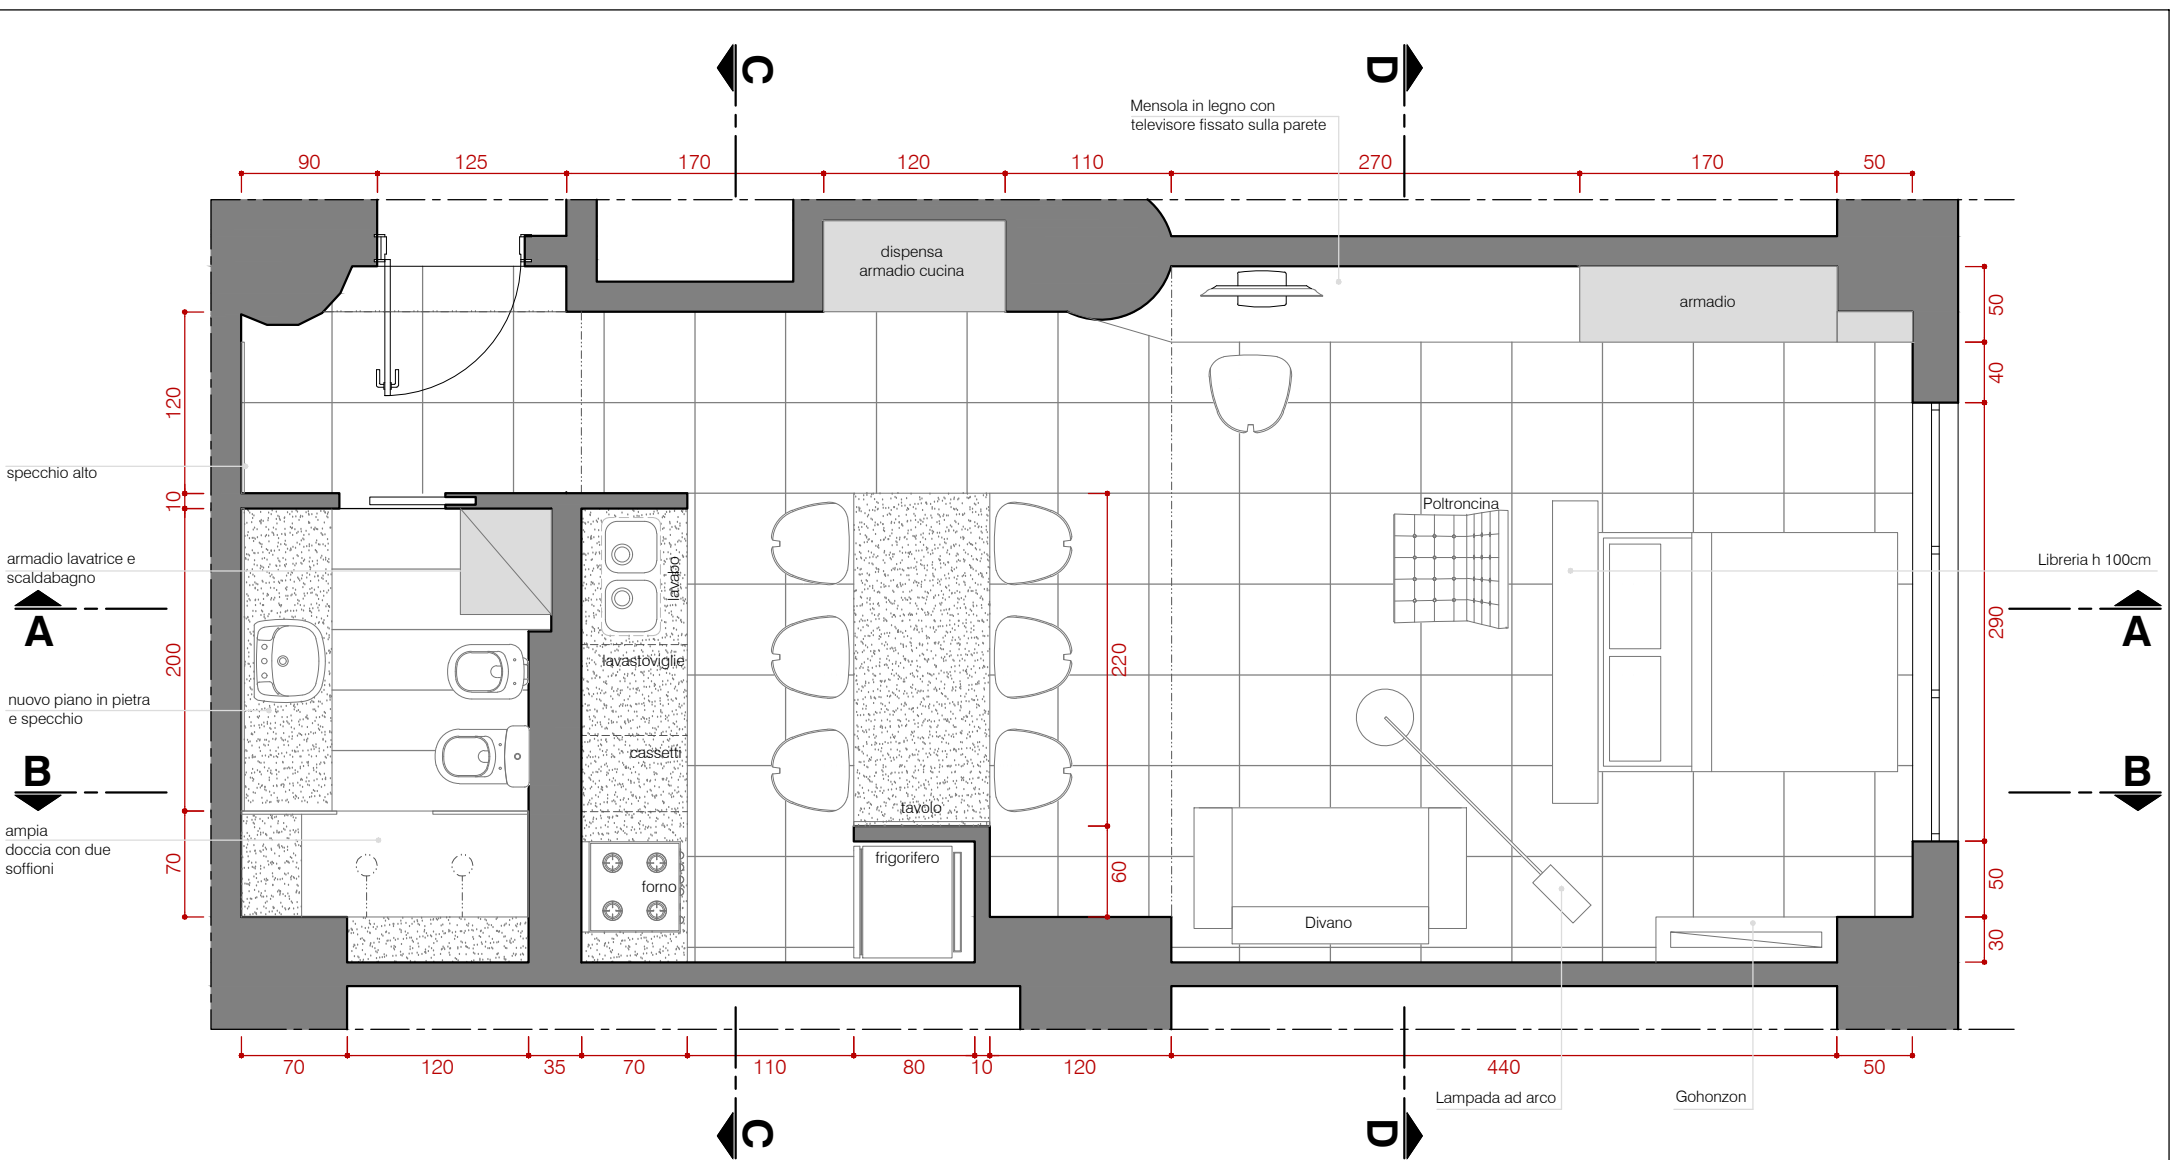 C
D
Mensola in legno con
televisore fissato sulla parete
90
125
170
120
110
270
170
50
dispensa
armadio cucina
armadio
50
40
120
specchio alto
10
Poltroncina
armadio lavatrice e
scaldabagno
lavabo
Libreria h 100cm
A
A
290
200
lavastoviglie
220
nuovo piano in pietra
e specchio
cassetti
B
B
tavolo
ampia
doccia con due
soffioni
70
forno
frigorifero
60
50
Divano
30
70
120
35
70
110
80
10
120
440
50
Lampada ad arco
Gohonzon
C
D